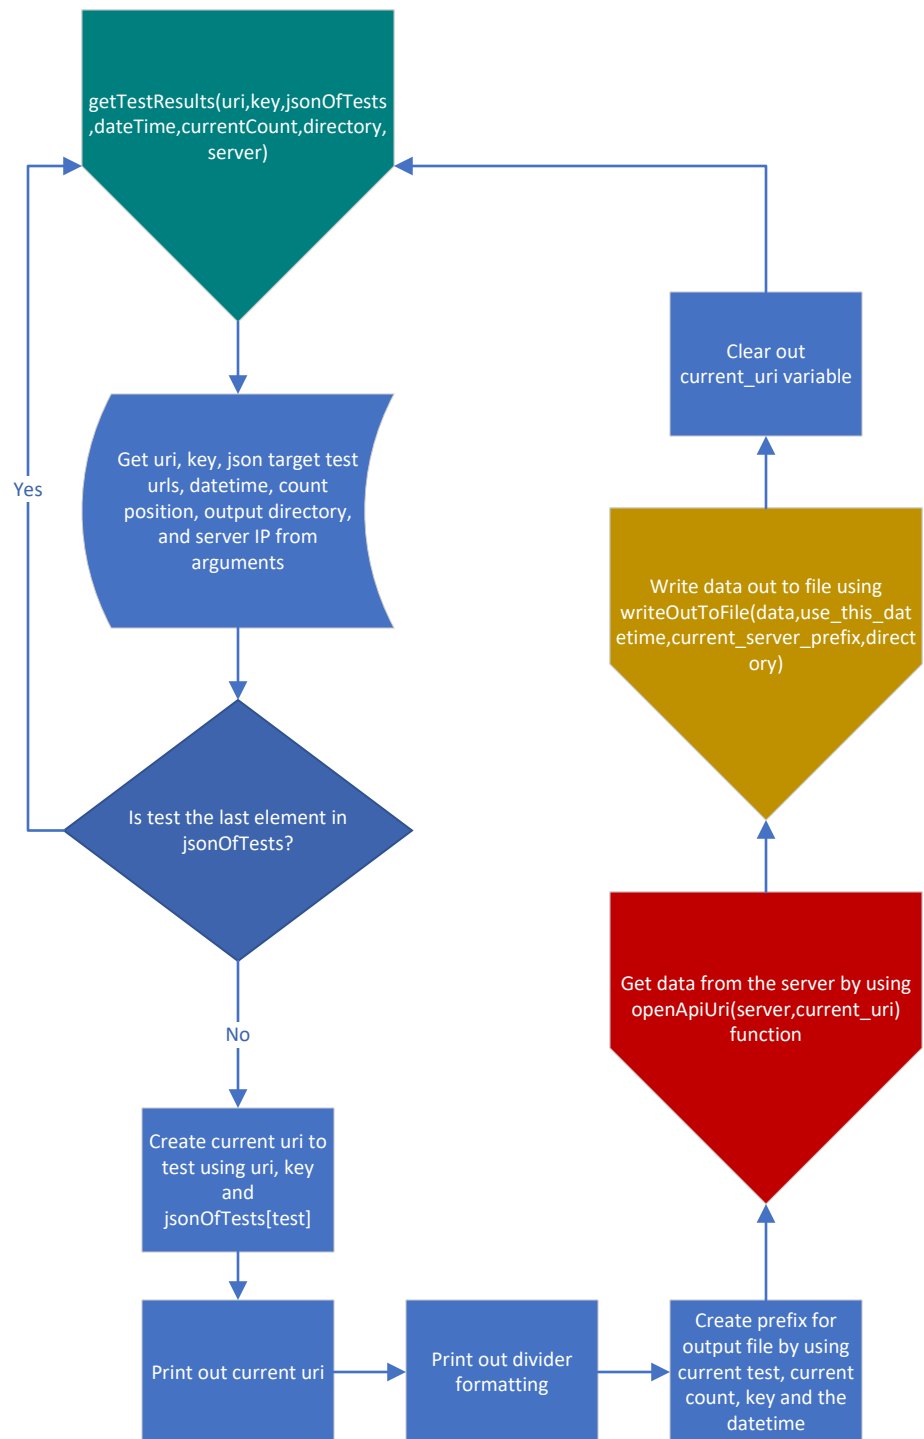 getTestResults(uri,key,jsonOfTests
,dateTime,currentCount,directory,
server)
Get uri, key, json target test
urls, datetime, count
position, output directory,
and server IP from
arguments
Yes
Is test the last element in
jsonOfTests?
No
Create current uri to
test using uri, key
and
jsonOfTests[test]
Print out current uri
Print out divider
formatting
Create prefix for
output file by using
current test, current
count, key and the
datetime
Get data from the server by using
openApiUri(server,current_uri)
function
Write data out to file using
writeOutToFile(data,use_this_dat
etime,current_server_prefix,direct
ory)
Clear out
current_uri variable